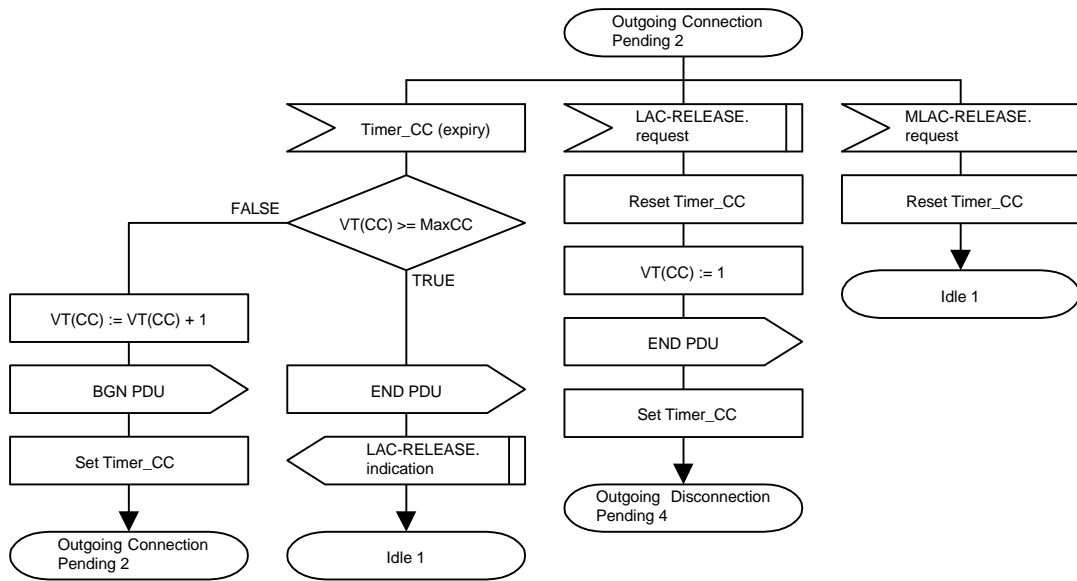 Outgoing Connection
Pending 2
Timer_CC (expiry)
LAC-RELEASE.
request
MLAC-RELEASE.
request
FALSE
VT(CC) >= MaxCC
TRUE
Reset Timer_CC
Reset Timer_CC
VT(CC) := 1
Idle 1
VT(CC) := VT(CC) + 1
END PDU
BGN PDU
END PDU
Set Timer_CC
Set Timer_CC
LAC-RELEASE.
indication
Outgoing Disconnection
Pending 4
Outgoing Connection
Pending 2
Idle 1